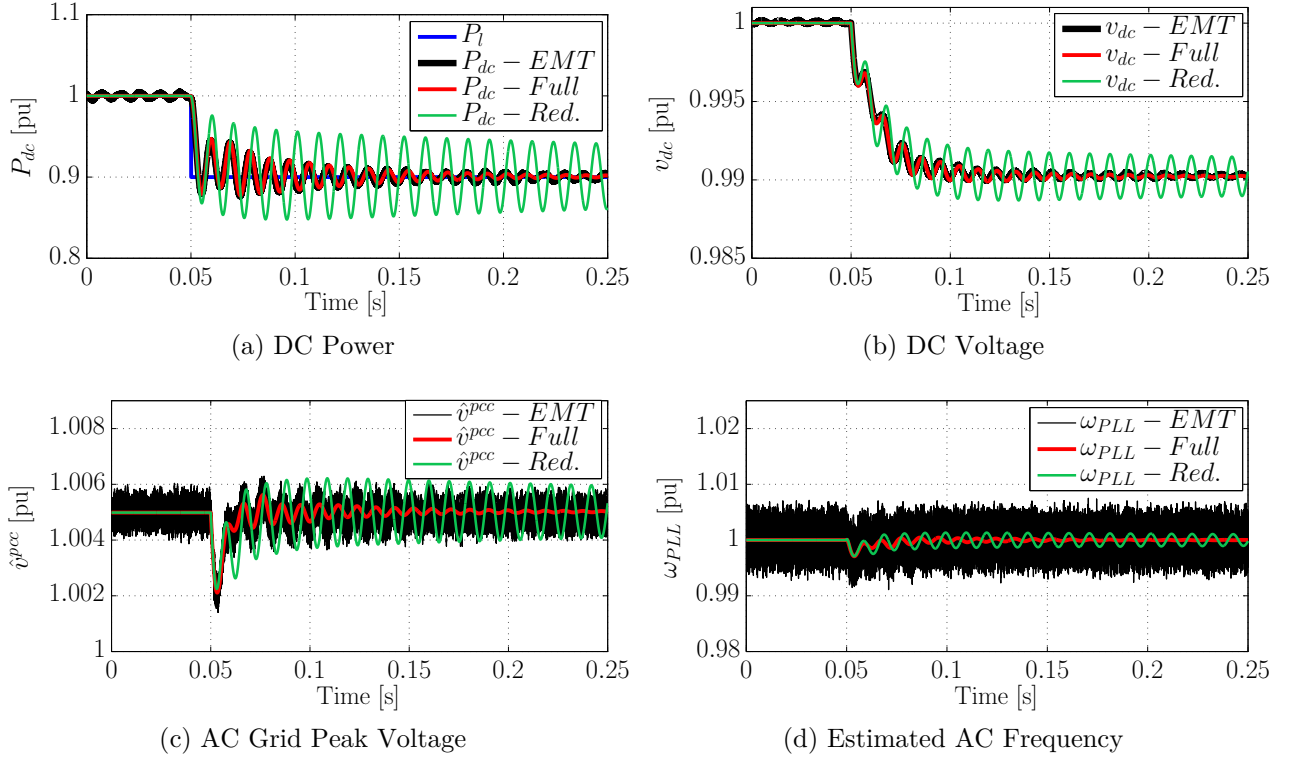 1.1
1
0.9
0.8
P_dc [pu]
0
0.05
0.1
0.15
0.2
0.25
Time [s]
P_l
P_dc − EMT
P_dc − Full
P_dc − Red.
(a) DC Power
1
0.995
0.99
0.985
v_dc [pu]
0
0.05
0.1
0.15
0.2
0.25
Time [s]
v_dc − EMT
v_dc − Full
v_dc − Red.
(b) DC Voltage
1.008
1.006
1.004
1.002
1
v̂^pcc [pu]
0
0.05
0.1
0.15
0.2
0.25
Time [s]
v̂^pcc − EMT
v̂^pcc − Full
v̂^pcc − Red.
(c) AC Grid Peak Voltage
1.02
1.01
1
0.99
0.98
ω_PLL [pu]
0
0.05
0.1
0.15
0.2
0.25
Time [s]
ω_PLL − EMT
ω_PLL − Full
ω_PLL − Red.
(d) Estimated AC Frequency